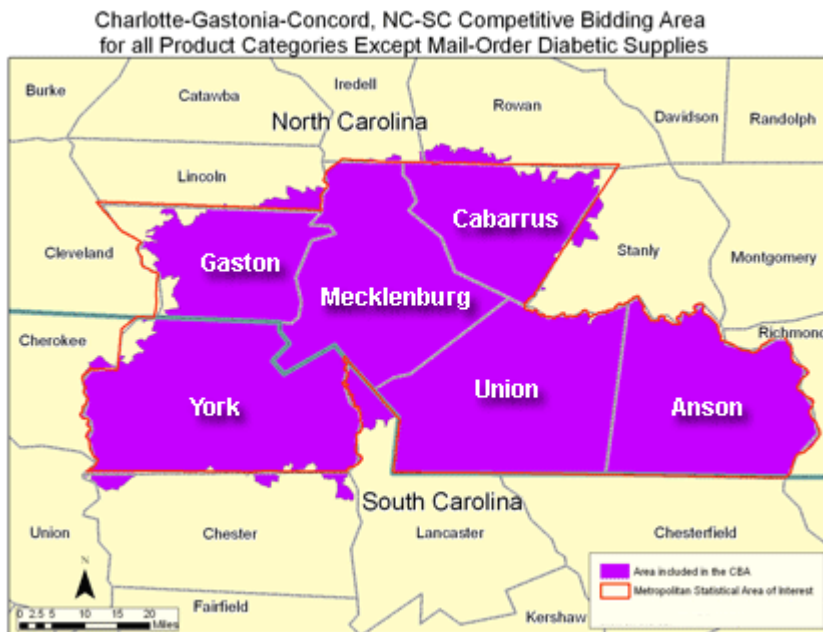 Charlotte-Gastonia-Concord, NC-SC Competitive Bidding Area
for all Product Categories Except Mail-Order Diabetic Supplies
Burke
Catawba
Iredell
Rowan
Davidson
Randolph
North Carolina
Lincoln
Cabarrus
Cleveland
Gaston
Stanly
Montgomery
Mecklenburg
Cherokee
Richmond
York
Union
Anson
South Carolina
Union
Chester
Lancaster
Chesterfield
N
Area included in the CBA
Metropolitan Statistical Area of Interest
Fairfield
Kershaw
0 2.5 5 10 15 20
Miles